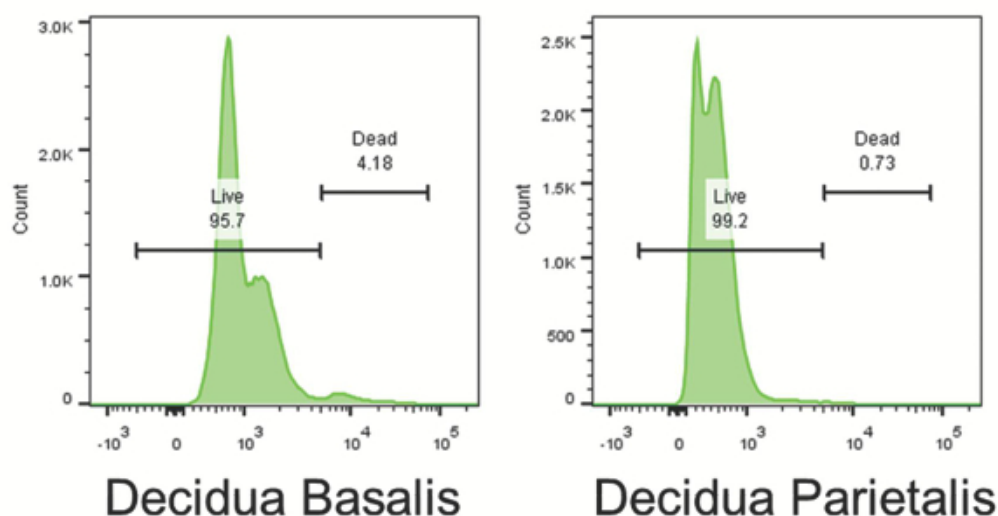 3.0K
2.0K
1.0K
0
Count
Dead
4.18
Live
95.7
-10³ 0 10³ 10⁴ 10⁵
Decidua Basalis
2.5K
2.0K
1.5K
1.0K
500
0
Count
Dead
0.73
Live
99.2
-10³ 0 10³ 10⁴ 10⁵
Decidua Parietalis